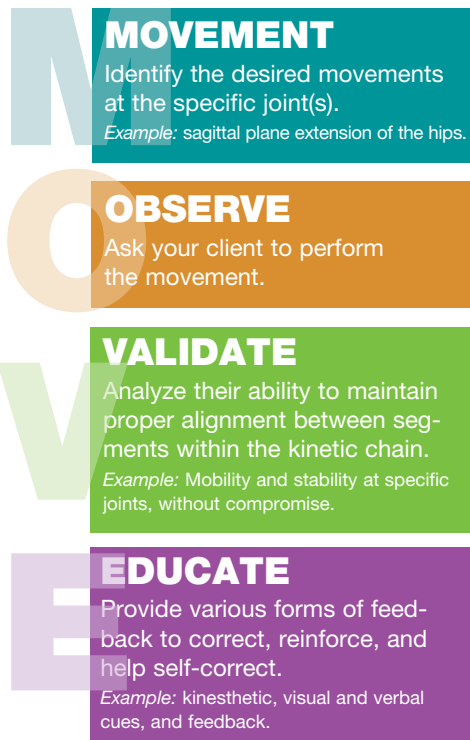 MOVEMENT
Identify the desired movements
at the specific joint(s).
Example: sagittal plane extension of the hips.
OBSERVE
Ask your client to perform
the movement.
VALIDATE
Analyze their ability to maintain
proper alignment between seg-
ments within the kinetic chain.
Example: Mobility and stability at specific
joints, without compromise.
EDUCATE
Provide various forms of feed-
back to correct, reinforce, and
help self-correct.
Example: kinesthetic, visual and verbal
cues, and feedback.
M
O
V
E